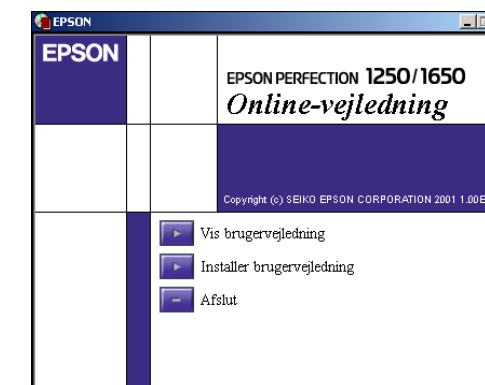 EPSON
EPSON
EPSON PERFECTION 1250/1650
Online-vejledning
Copyright (c) SEIKO EPSON CORPORATION 2001 1.00E
Vis brugervejledning
Installer brugervejledning
Afslut